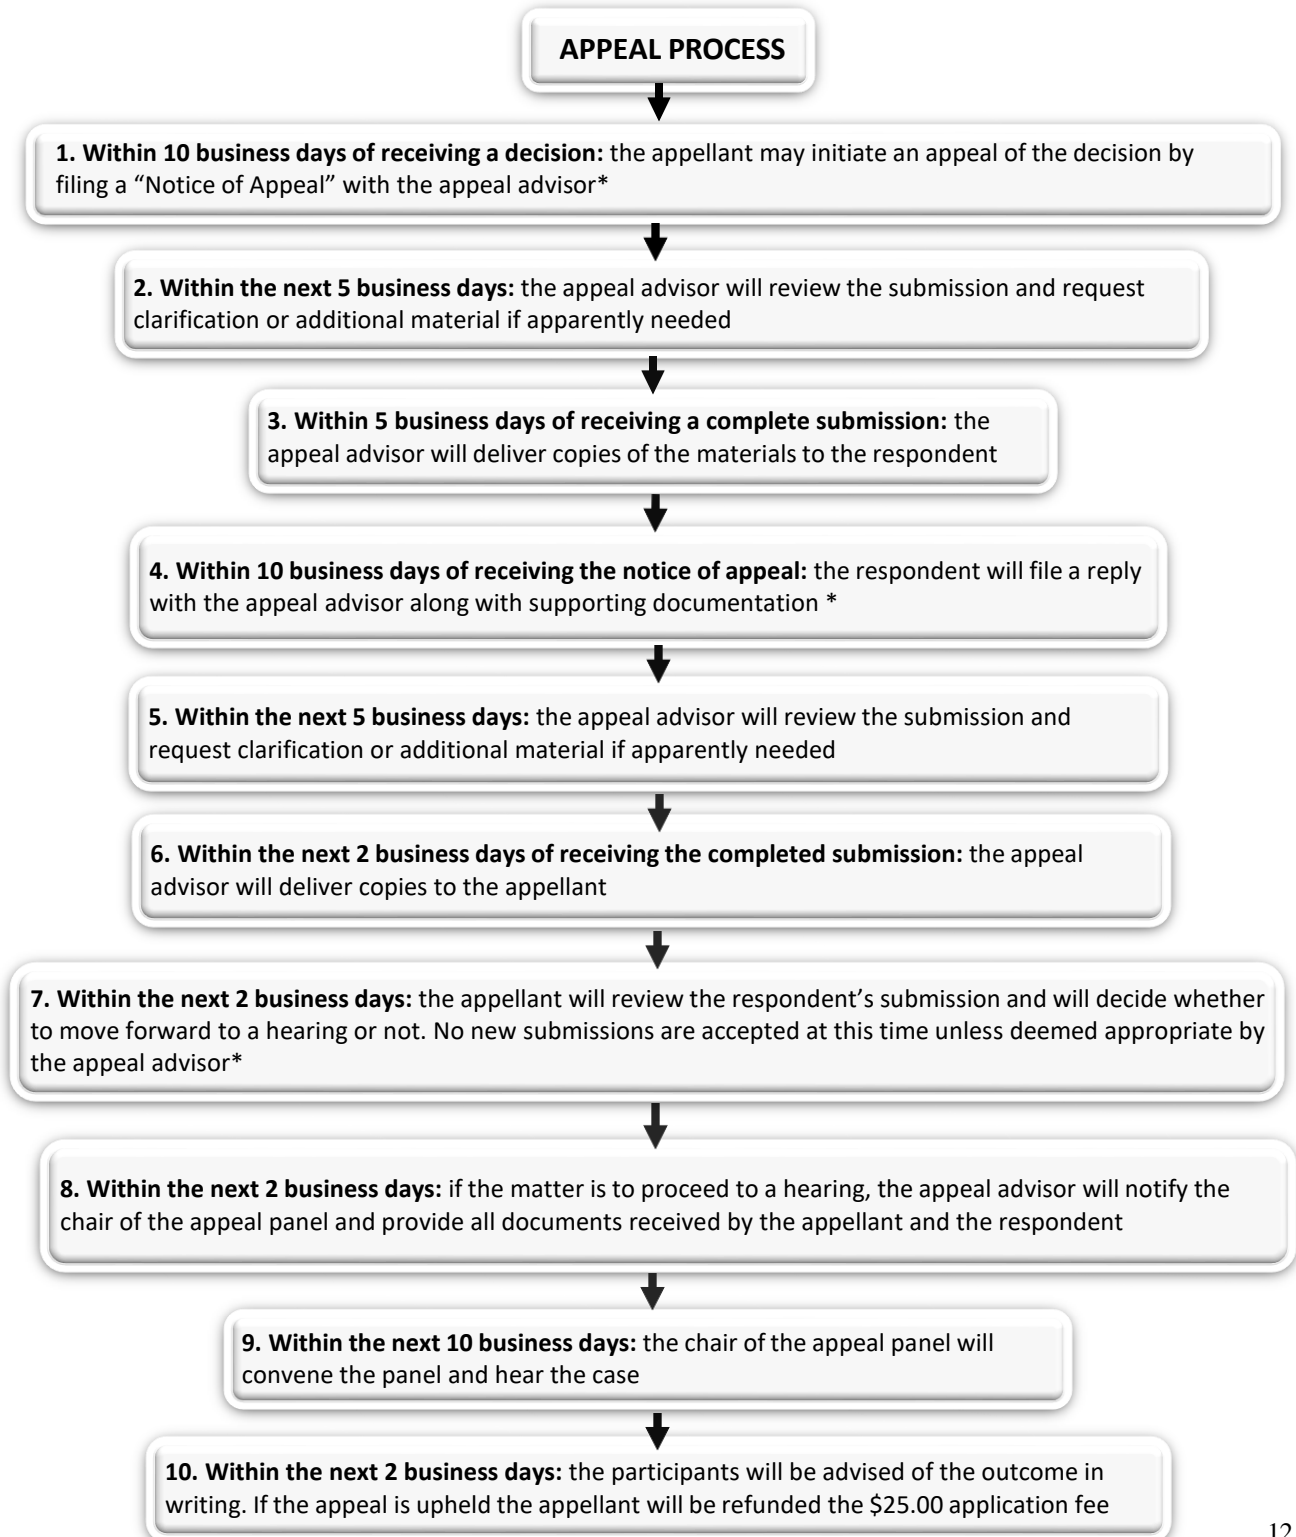 APPEAL PROCESS
1. Within 10 business days of receiving a decision: the appellant may initiate an appeal of the decision by
filing a “Notice of Appeal” with the appeal advisor*
2. Within the next 5 business days: the appeal advisor will review the submission and request
clarification or additional material if apparently needed
3. Within 5 business days of receiving a complete submission: the
appeal advisor will deliver copies of the materials to the respondent
4. Within 10 business days of receiving the notice of appeal: the respondent will file a reply
with the appeal advisor along with supporting documentation *
5. Within the next 5 business days: the appeal advisor will review the submission and
request clarification or additional material if apparently needed
6. Within the next 2 business days of receiving the completed submission: the appeal
advisor will deliver copies to the appellant
7. Within the next 2 business days: the appellant will review the respondent’s submission and will decide whether
to move forward to a hearing or not. No new submissions are accepted at this time unless deemed appropriate by
the appeal advisor*
8. Within the next 2 business days: if the matter is to proceed to a hearing, the appeal advisor will notify the
chair of the appeal panel and provide all documents received by the appellant and the respondent
9. Within the next 10 business days: the chair of the appeal panel will
convene the panel and hear the case
10. Within the next 2 business days: the participants will be advised of the outcome in
writing. If the appeal is upheld the appellant will be refunded the $25.00 application fee
12